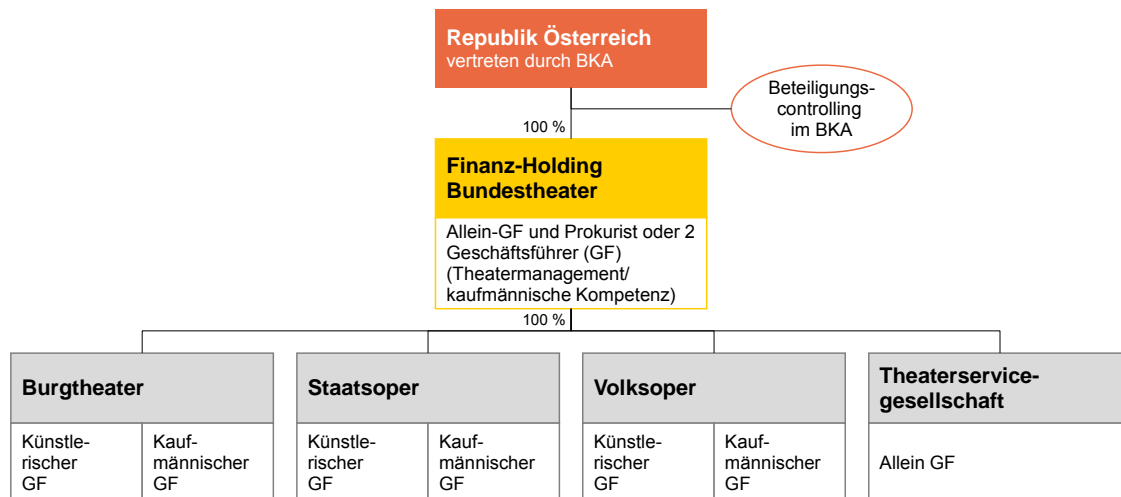 Republik Österreich
vertreten durch BKA
Beteiligungs-
controlling
im BKA
100 %
Finanz-Holding
Bundestheater
Allein-GF und Prokurist oder 2
Geschäftsführer (GF)
(Theatermanagement/
kaufmännische Kompetenz)
100 %
Burgtheater
Künstle-
rischer
GF
Kauf-
männischer
GF
Staatsoper
Künstle-
rischer
GF
Kauf-
männischer
GF
Volksoper
Künstle-
rischer
GF
Kauf-
männischer
GF
Theaterservice-
gesellschaft
Allein GF